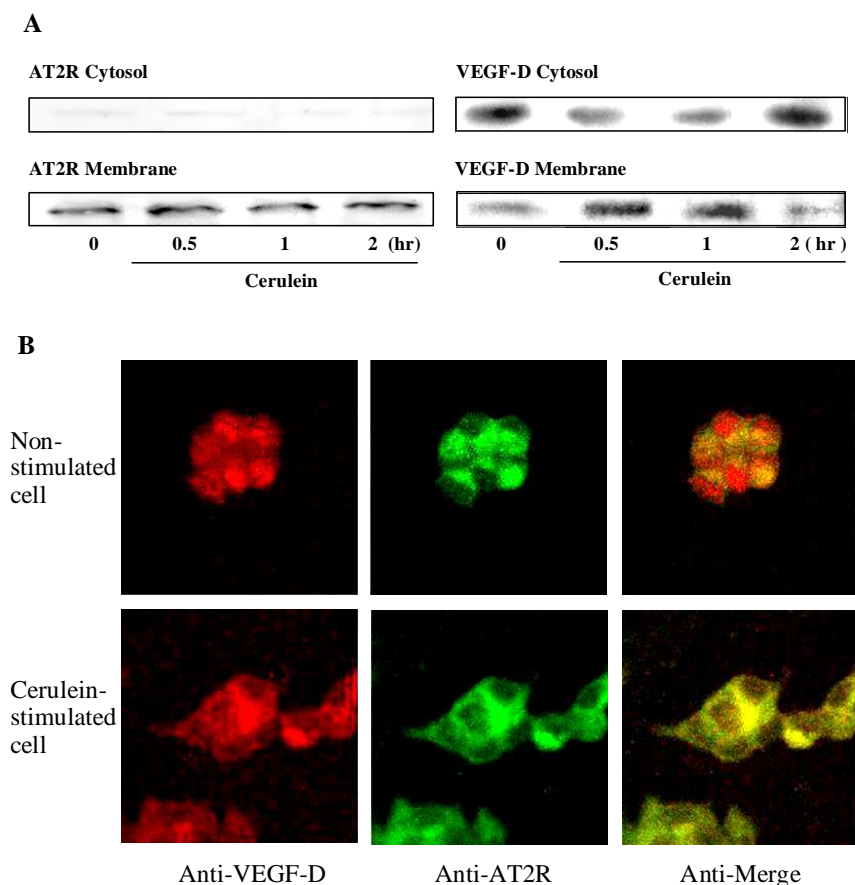 A
AT2R Cytosol
VEGF-D Cytosol
AT2R Membrane
VEGF-D Membrane
0 0.5 1 2 (hr)
Cerulein
0 0.5 1 2 ( hr )
Cerulein
B
Non-
stimulated
cell
Cerulein-
stimulated
cell
Anti-VEGF-D Anti-AT2R Anti-Merge